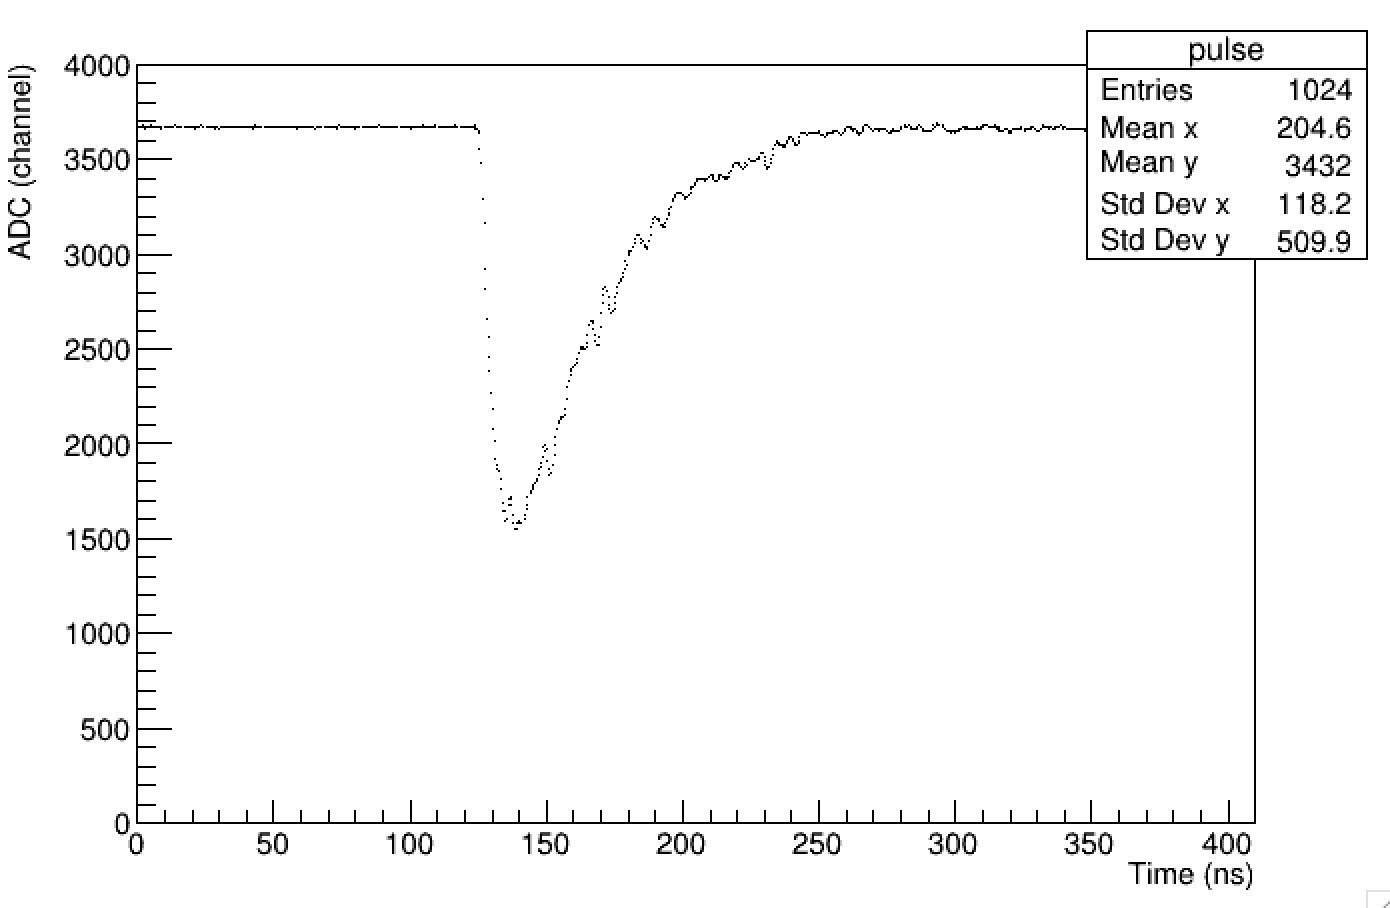 pulse
Entries 1024
Mean x 204.6
Mean y 3432
Std Dev x 118.2
Std Dev y 509.9
ADC (channel)
4000
3500
3000
2500
2000
1500
1000
500
0
0 50 100 150 200 250 300 350 400
Time (ns)